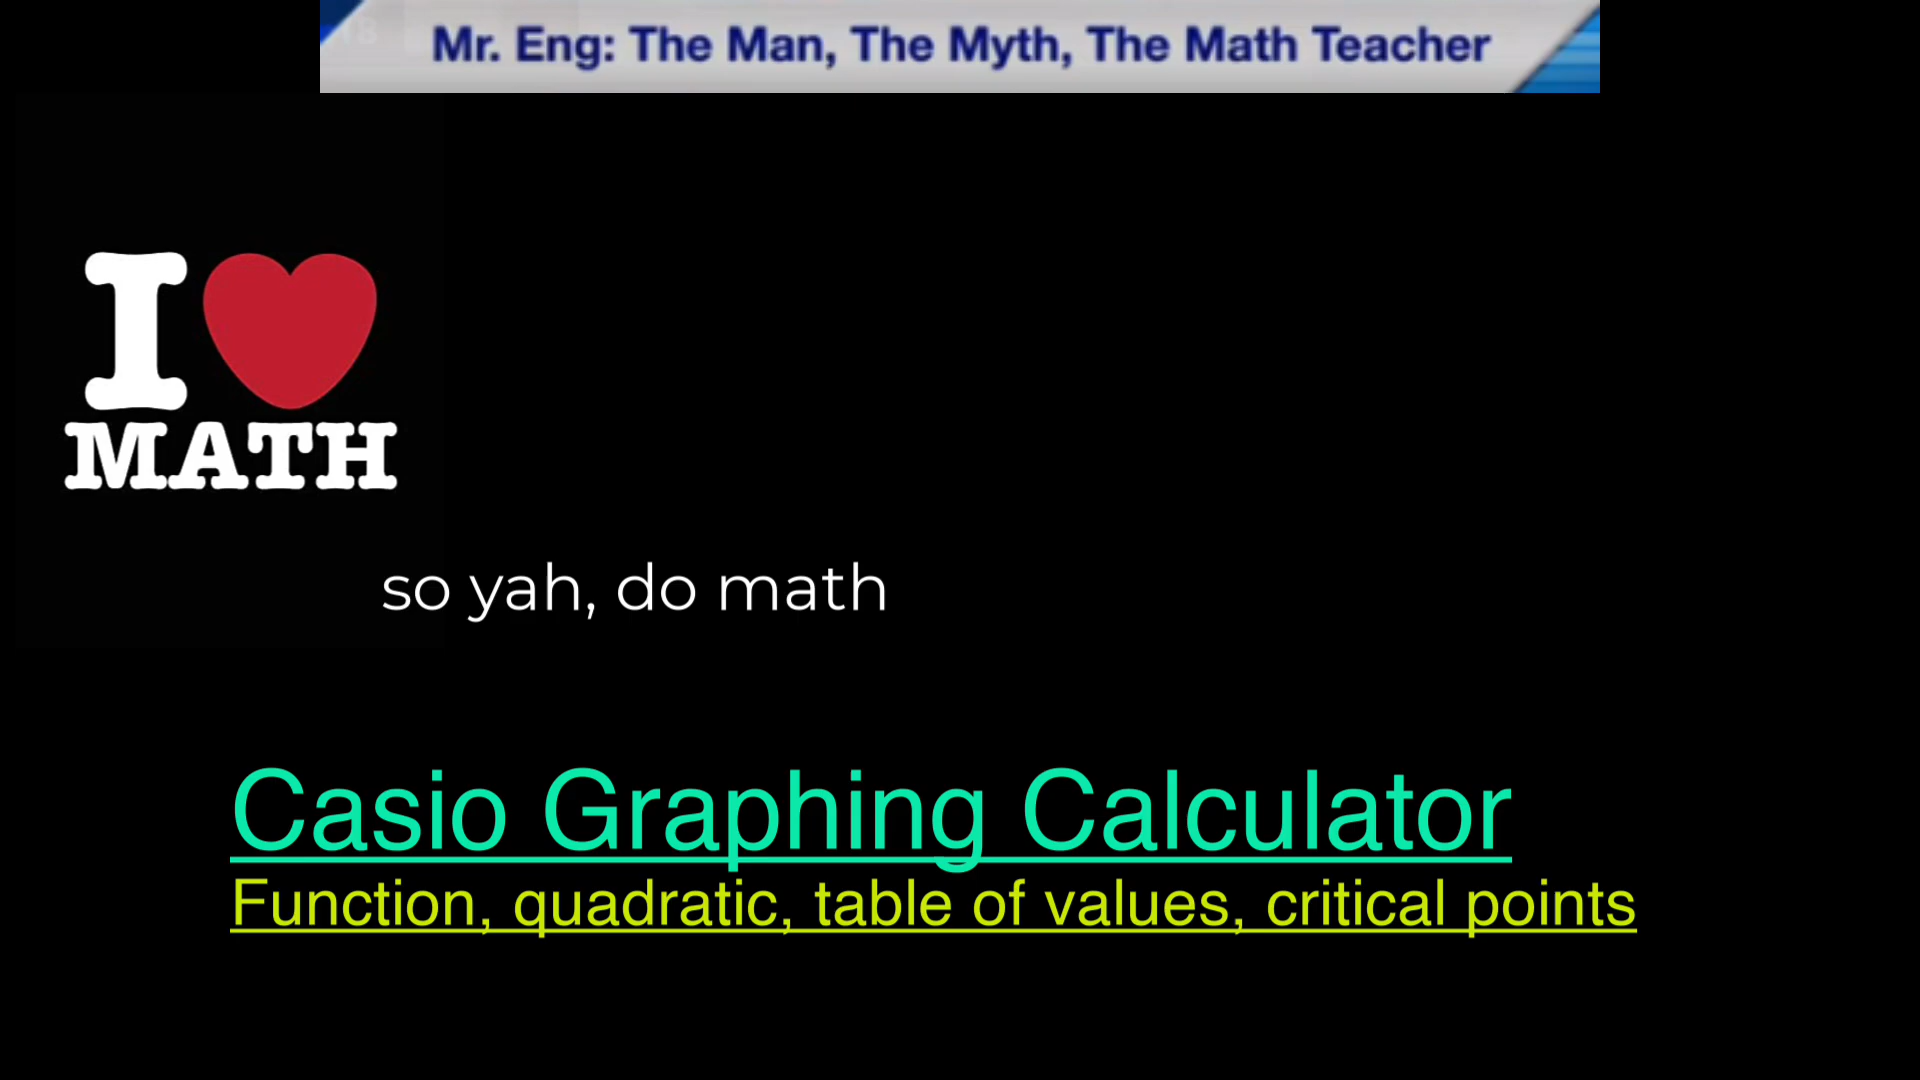 Mr. Eng: The Man, The Myth, The Math Teacher
I
MATH
so yah, do math
Casio Graphing Calculator
Function, quadratic, table of values, critical points